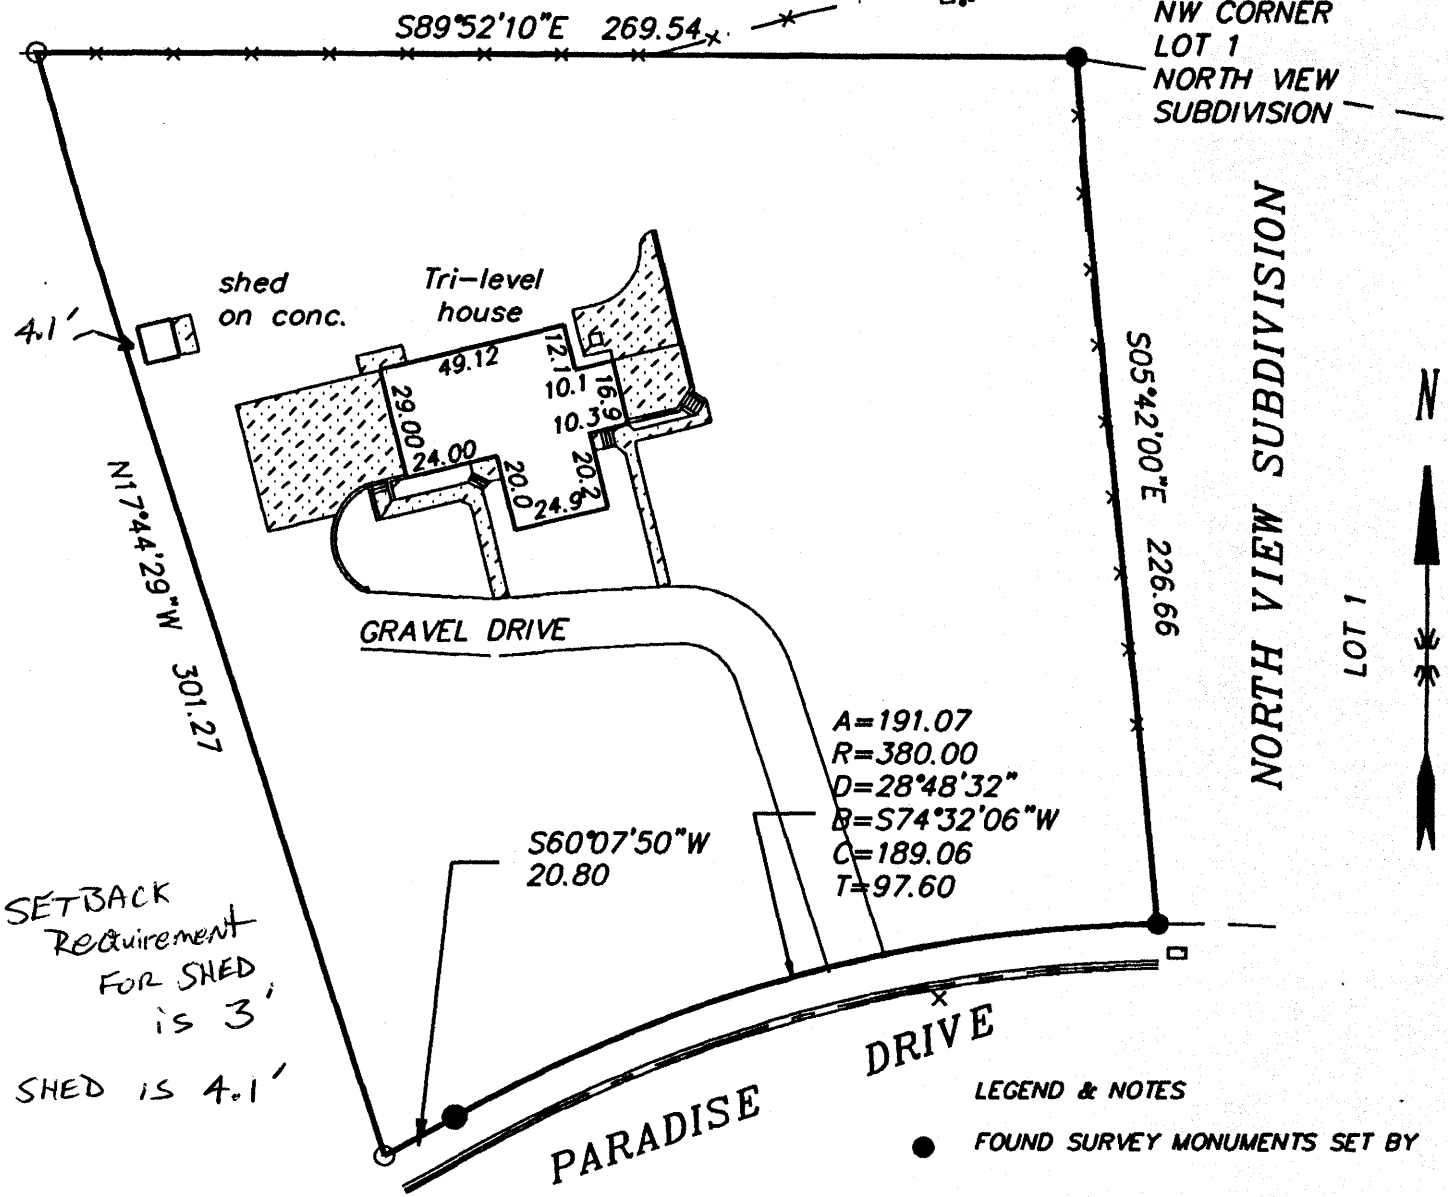 S89°52'10"E 269.54
NW CORNER
LOT 1
NORTH VIEW
SUBDIVISION
shed
on conc.
Tri-level
house
4.1'
49.12
12.1
10.1
16.9
10.3
29.00
24.00
20.0
24.9
20.2
S05°42'00"E 226.66
NORTH VIEW SUBDIVISION
LOT 1
N
N17°44'29"W 301.27
GRAVEL DRIVE
A=191.07
R=380.00
D=28°48'32"
B=S74°32'06"W
C=189.06
T=97.60
S60°07'50"W
20.80
SETBACK
Requirement
FOR SHED
is 3'
SHED is 4.1'
PARADISE DRIVE
LEGEND & NOTES
FOUND SURVEY MONUMENTS SET BY